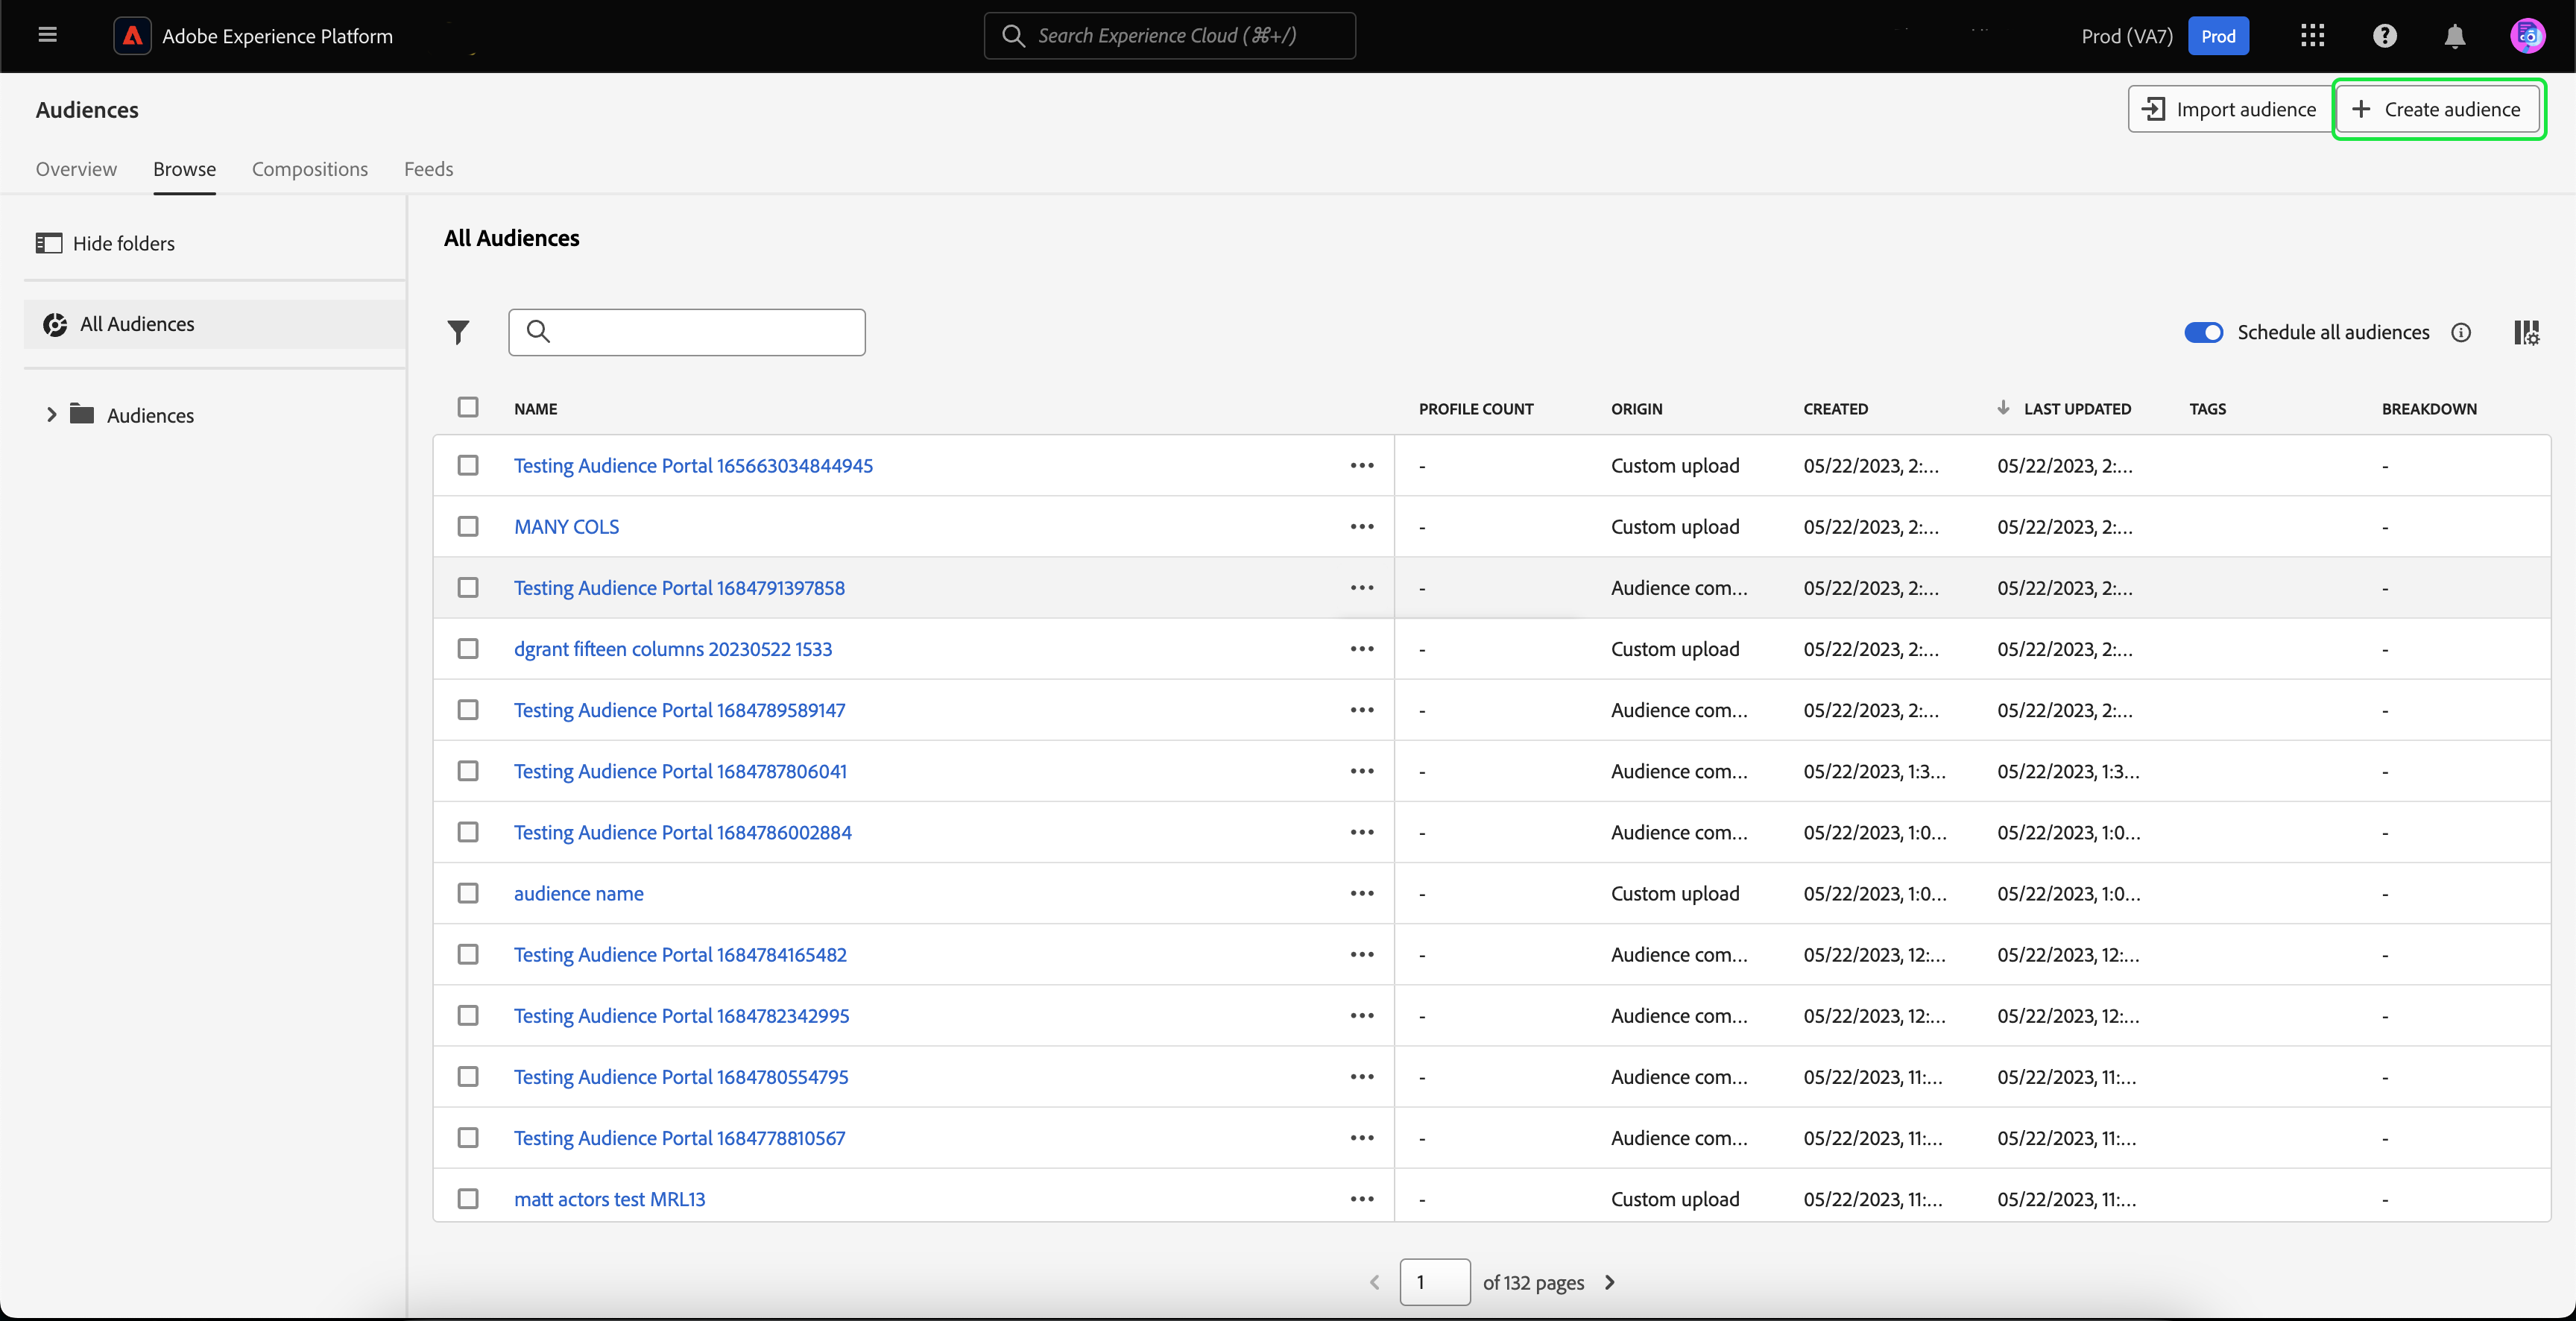 Adobe Experience Platform
Search Experience Cloud (⌘+/)
Prod (VA7) Prod
Audiences
Import audience
Create audience
Overview Browse Compositions Feeds
Hide folders
All Audiences
Audiences
All Audiences
Schedule all audiences
NAME PROFILE COUNT ORIGIN CREATED LAST UPDATED TAGS BREAKDOWN
Testing Audience Portal 165663034844945 - Custom upload 05/22/2023, 2:... 05/22/2023, 2:... -
MANY COLS - Custom upload 05/22/2023, 2:... 05/22/2023, 2:... -
Testing Audience Portal 1684791397858 - Audience com... 05/22/2023, 2:... 05/22/2023, 2:... -
dgrant fifteen columns 20230522 1533 - Custom upload 05/22/2023, 2:... 05/22/2023, 2:... -
Testing Audience Portal 1684789589147 - Audience com... 05/22/2023, 2:... 05/22/2023, 2:... -
Testing Audience Portal 1684787806041 - Audience com... 05/22/2023, 1:3... 05/22/2023, 1:3... -
Testing Audience Portal 1684786002884 - Audience com... 05/22/2023, 1:0... 05/22/2023, 1:0... -
audience name - Custom upload 05/22/2023, 1:0... 05/22/2023, 1:0... -
Testing Audience Portal 1684784165482 - Audience com... 05/22/2023, 12:... 05/22/2023, 12:... -
Testing Audience Portal 1684782342995 - Audience com... 05/22/2023, 12:... 05/22/2023, 12:... -
Testing Audience Portal 1684780554795 - Audience com... 05/22/2023, 11:... 05/22/2023, 11:... -
Testing Audience Portal 1684778810567 - Audience com... 05/22/2023, 11:... 05/22/2023, 11:... -
matt actors test MRL13 - Custom upload 05/22/2023, 11:... 05/22/2023, 11:... -
1 of 132 pages